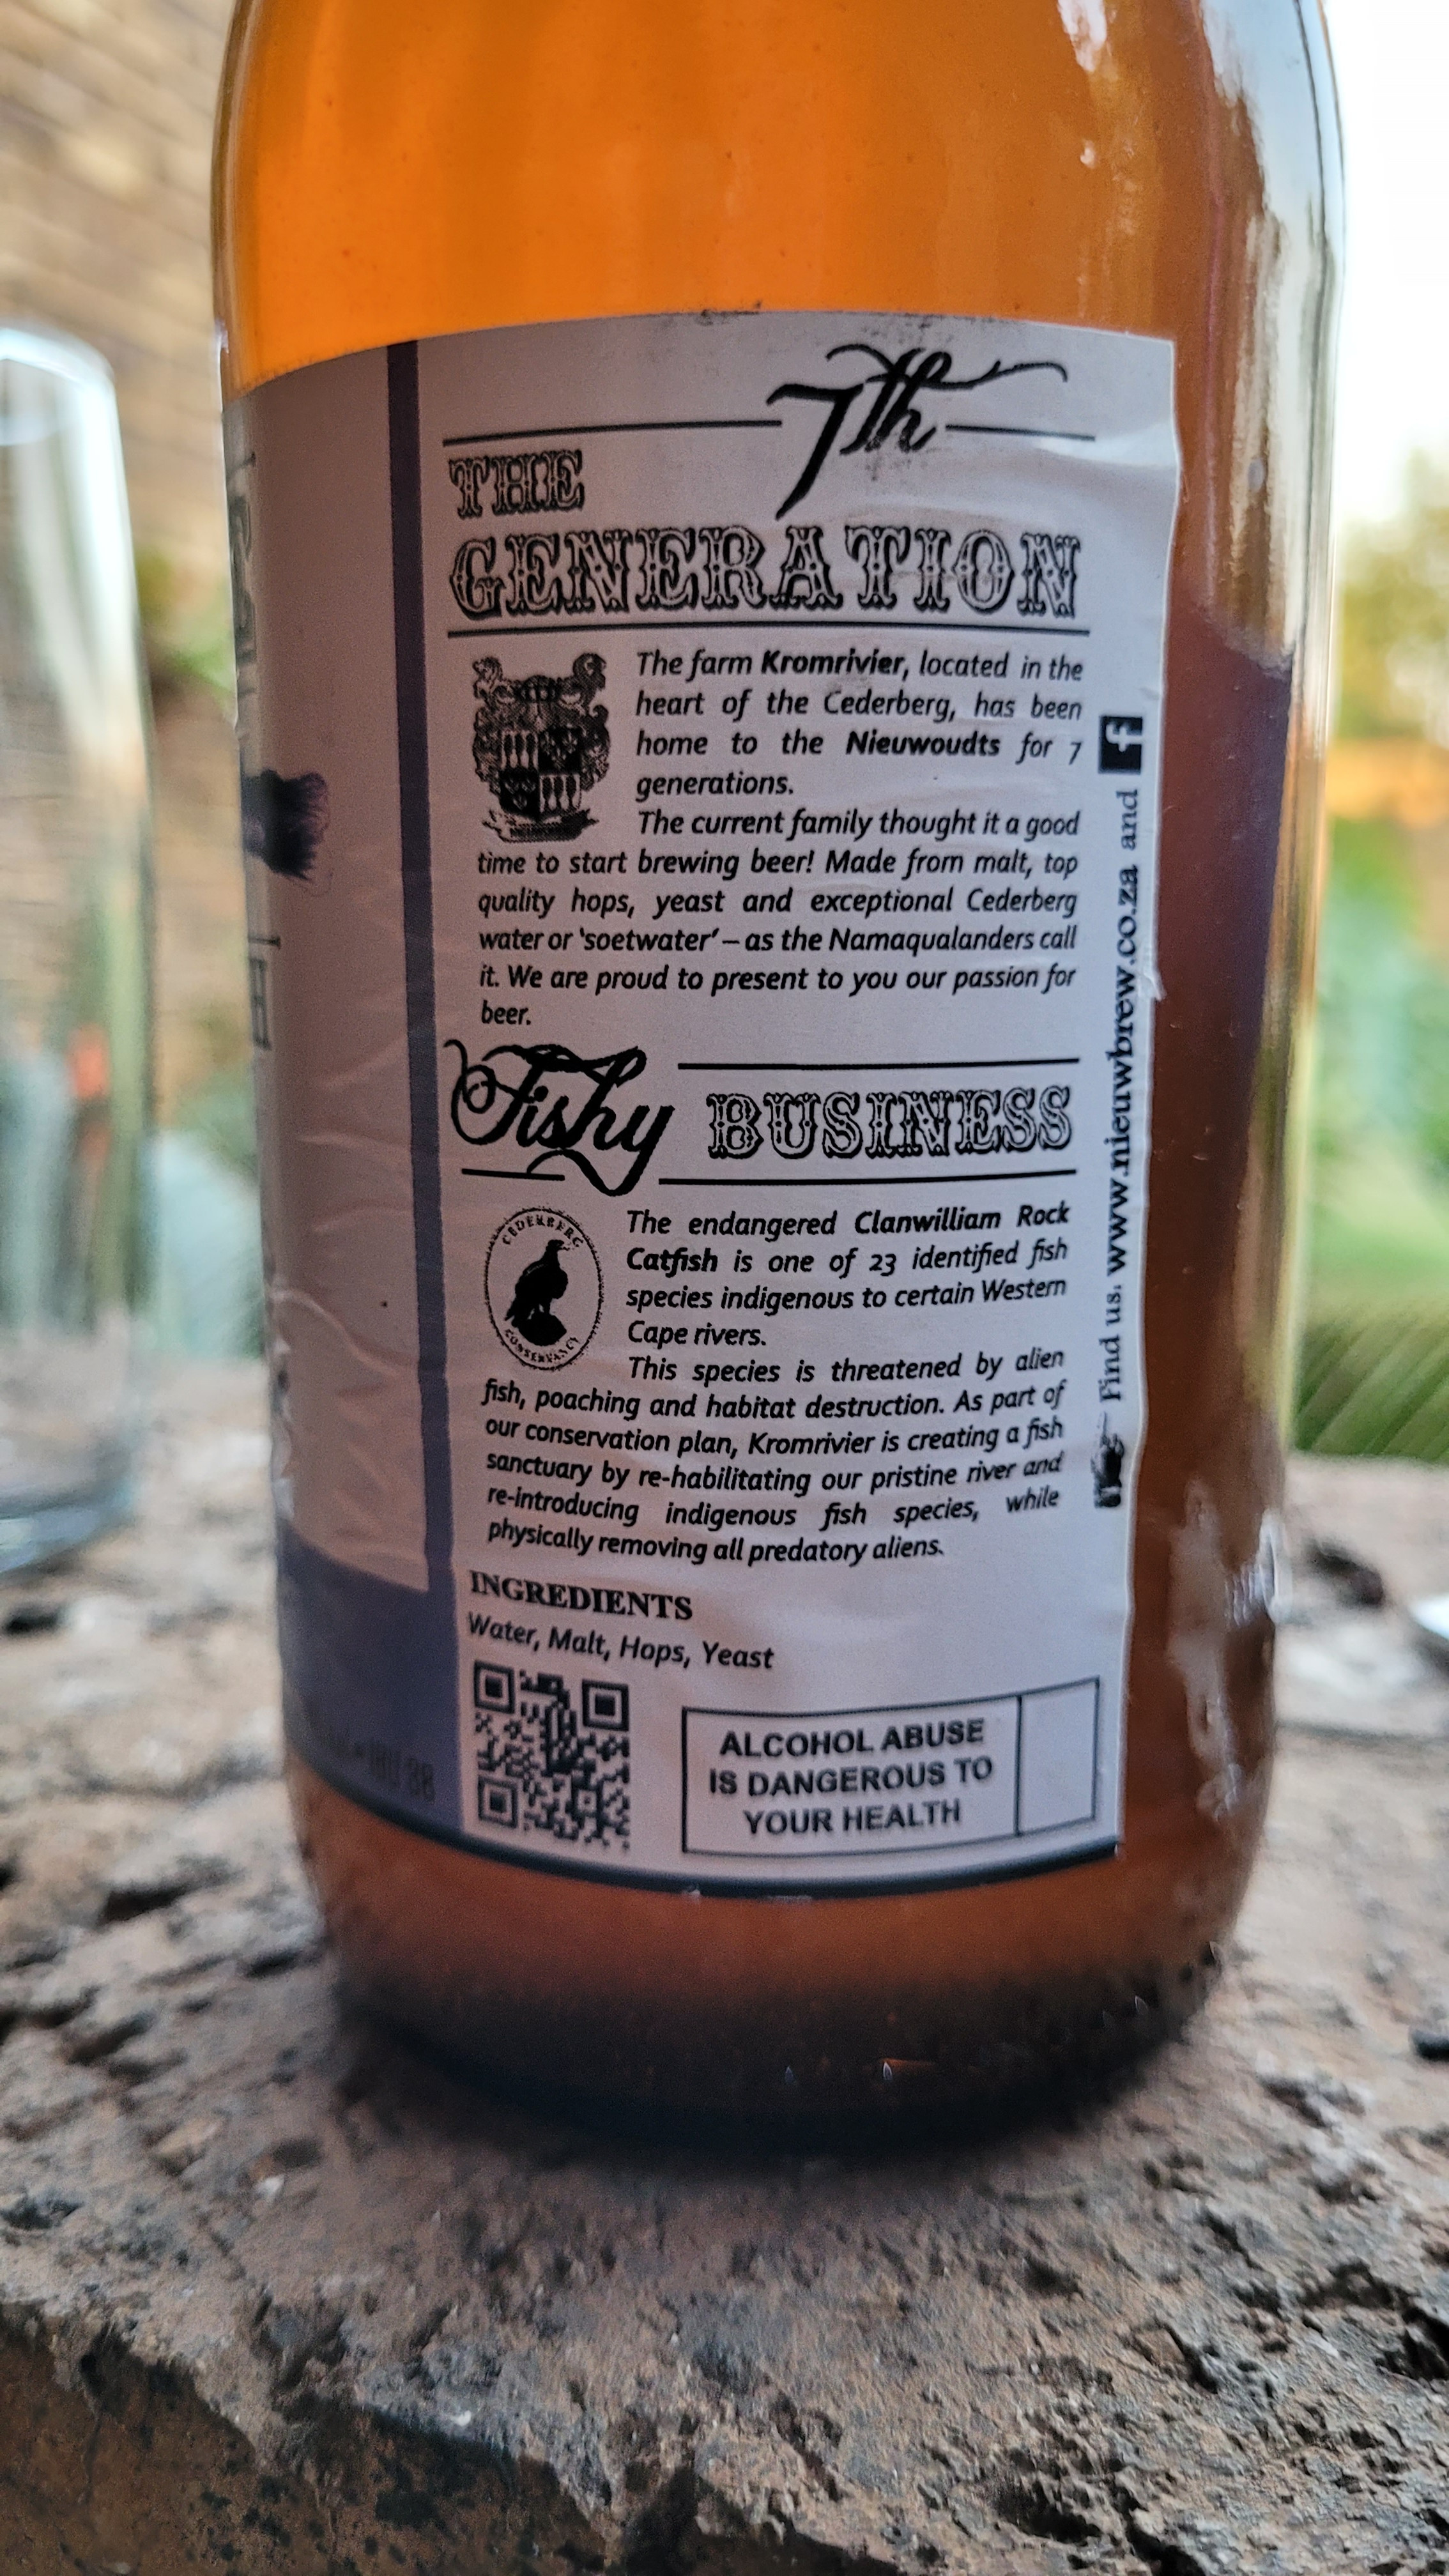 THE 7th
GENERATION
The farm Kromrivier, located in the
heart of the Cederberg, has been
home to the Nieuwoudts for 7
generations.
The current family thought it a good
time to start brewing beer! Made from malt, top
quality hops, yeast and exceptional Cederberg
water or 'soetwater' – as the Namaqualanders call
it. We are proud to present to you our passion for
beer.
Fishy BUSINESS
CEDERBERG
CONSERVANCY
The endangered Clanwilliam Rock
Catfish is one of 23 identified fish
species indigenous to certain Western
Cape rivers.
This species is threatened by alien
fish, poaching and habitat destruction. As part of
our conservation plan, Kromrivier is creating a fish
sanctuary by re-habilitating our pristine river and
re-introducing indigenous fish species, while
physically removing all predatory aliens.
INGREDIENTS
Water, Malt, Hops, Yeast
ALCOHOL ABUSE
IS DANGEROUS TO
YOUR HEALTH
Find us: www.nieuwbrew.co.za and f
IBU 38